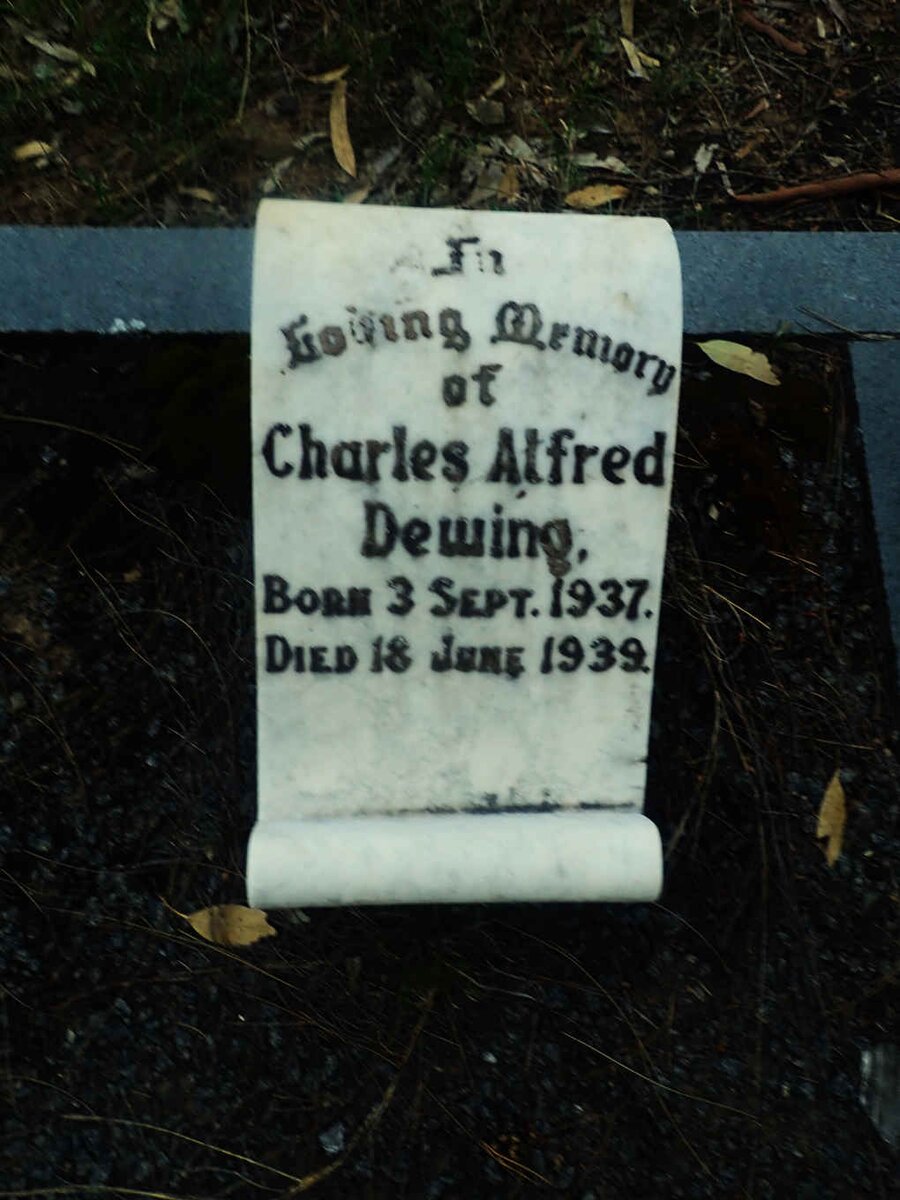 In
Loving Memory
of
Charles Alfred
Dewing,
BORN 3 SEPT. 1937.
DIED 18 JUNE 1939.